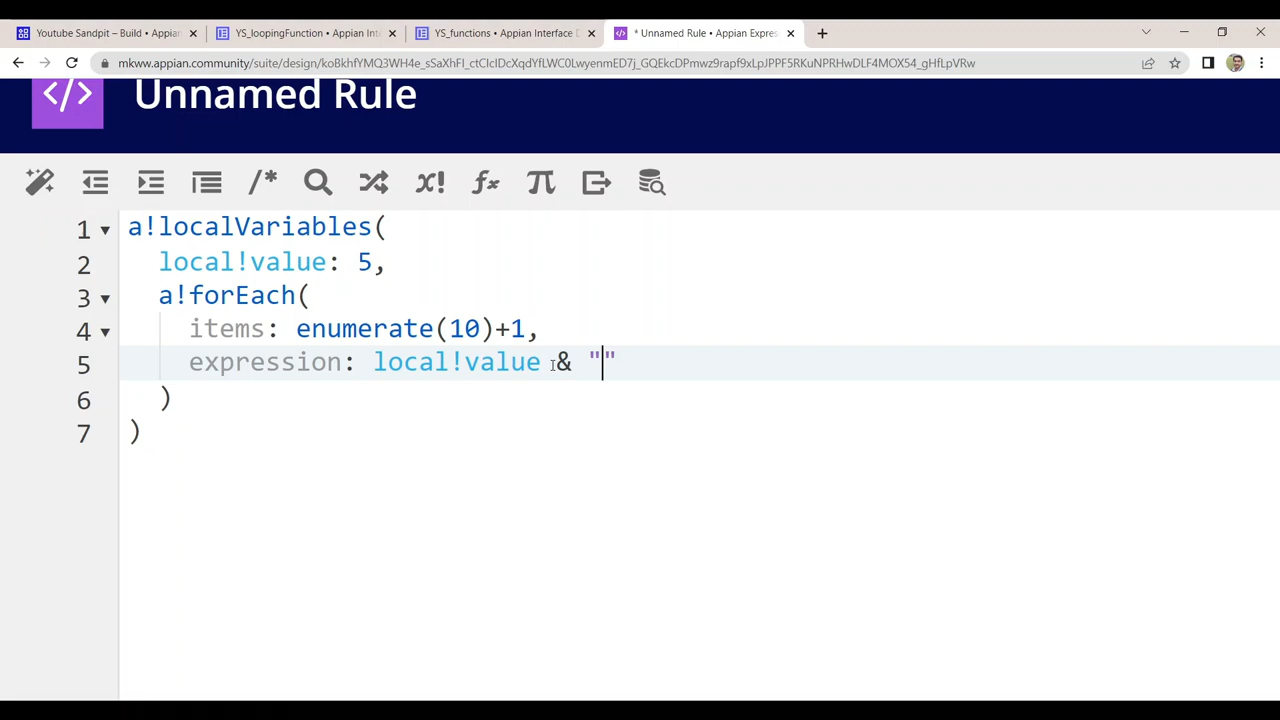 Youtube Sandpit – Build • Appian
YS_loopingFunction • Appian Inte
YS_functions • Appian Interface D
* Unnamed Rule • Appian Expres
Unnamed Rule
1 a!localVariables(
2 local!value: 5,
3 a!forEach(
4 items: enumerate(10)+1,
5 expression: local!value & ""
6 )
7 )